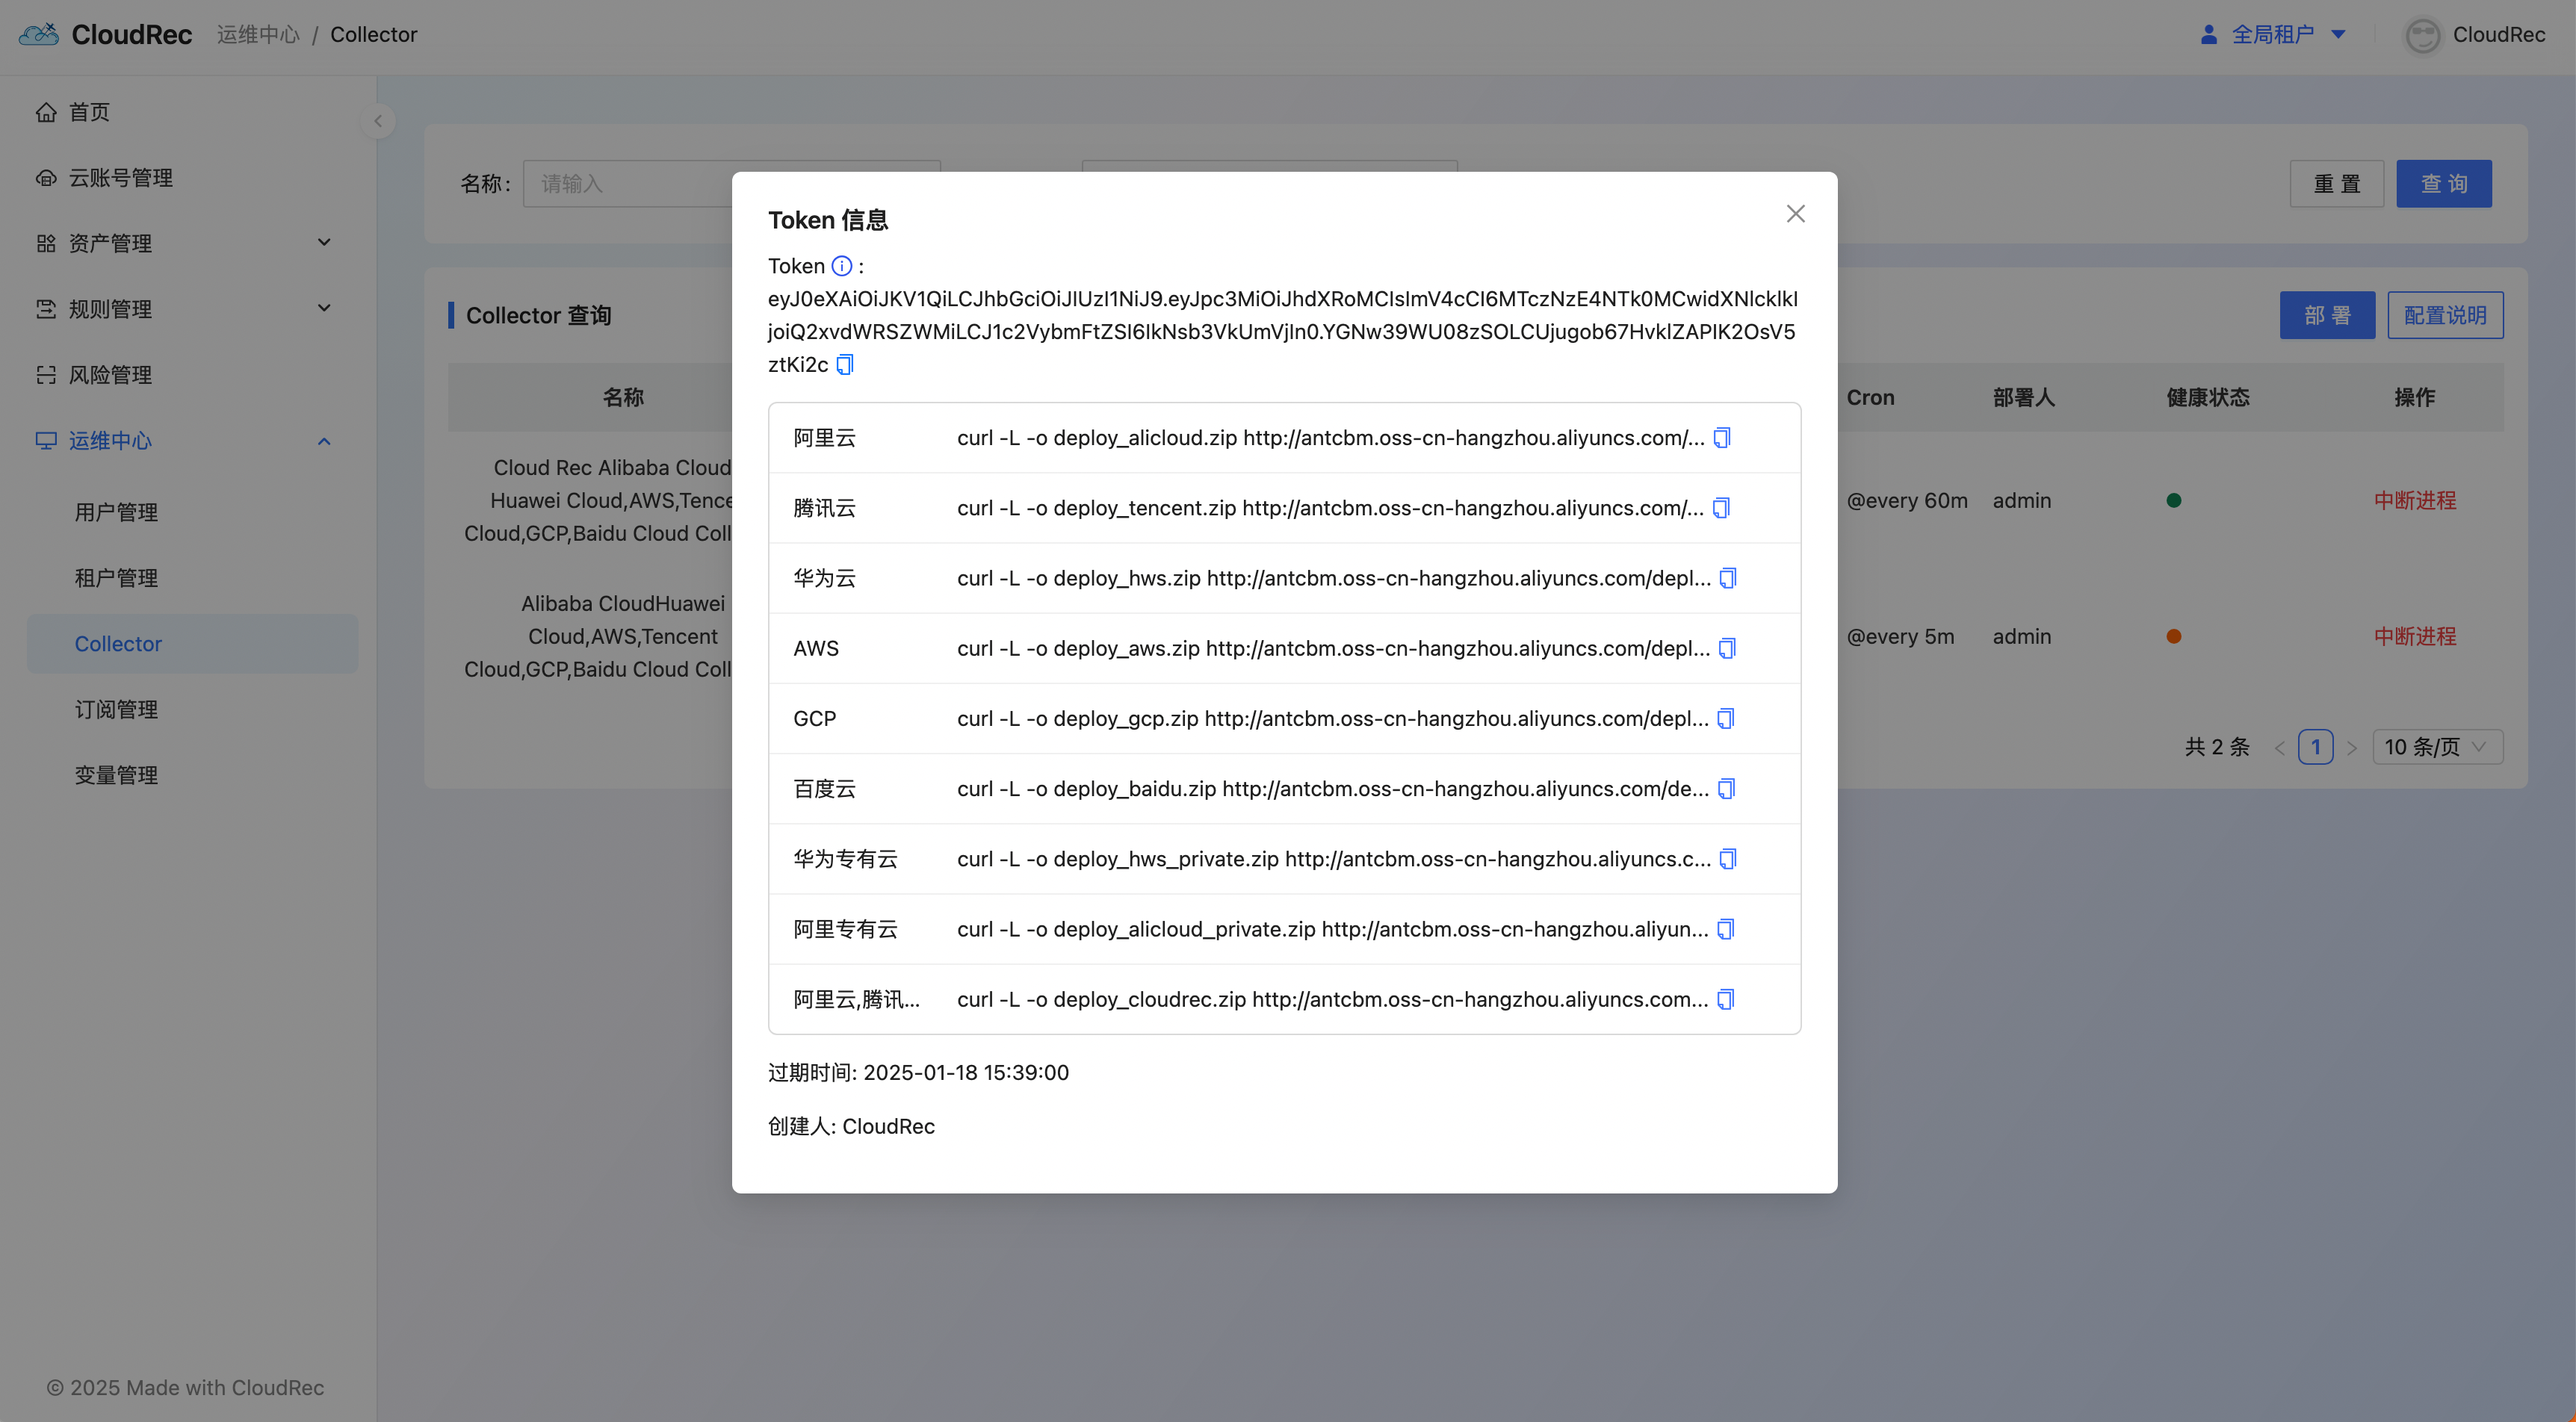 CloudRec 运维中心 / Collector
全局租户
CloudRec
首页
云账号管理
资产管理
规则管理
风险管理
运维中心
用户管理
租户管理
Collector
订阅管理
变量管理
© 2025 Made with CloudRec
名称: 请输入
重 置 查 询
Collector 查询
部 署 配置说明
名称 Cron 部署人 健康状态 操作
Cloud Rec Alibaba Cloud
Huawei Cloud,AWS,Tence
Cloud,GCP,Baidu Cloud Coll
@every 60m admin 中断进程
Alibaba CloudHuawei
Cloud,AWS,Tencent
Cloud,GCP,Baidu Cloud Coll
@every 5m admin 中断进程
共 2 条 < 1 > 10 条/页
Token 信息
Token :
eyJ0eXAiOiJKV1QiLCJhbGciOiJIUzI1NiJ9.eyJpc3MiOiJhdXRoMCIsImV4cCI6MTczNzE4NTk0MCwidXNlcklkI
joiQ2xvdWRSZWMiLCJ1c2VybmFtZSI6IkNsb3VkUmVjIn0.YGNw39WU08zSOLCUjugob67HvklZAPIK2OsV5
ztKi2c
阿里云 curl -L -o deploy_alicloud.zip http://antcbm.oss-cn-hangzhou.aliyuncs.com/...
腾讯云 curl -L -o deploy_tencent.zip http://antcbm.oss-cn-hangzhou.aliyuncs.com/...
华为云 curl -L -o deploy_hws.zip http://antcbm.oss-cn-hangzhou.aliyuncs.com/depl...
AWS curl -L -o deploy_aws.zip http://antcbm.oss-cn-hangzhou.aliyuncs.com/depl...
GCP curl -L -o deploy_gcp.zip http://antcbm.oss-cn-hangzhou.aliyuncs.com/depl...
百度云 curl -L -o deploy_baidu.zip http://antcbm.oss-cn-hangzhou.aliyuncs.com/de...
华为专有云 curl -L -o deploy_hws_private.zip http://antcbm.oss-cn-hangzhou.aliyuncs.c...
阿里专有云 curl -L -o deploy_alicloud_private.zip http://antcbm.oss-cn-hangzhou.aliyun...
阿里云,腾讯... curl -L -o deploy_cloudrec.zip http://antcbm.oss-cn-hangzhou.aliyuncs.com...
过期时间: 2025-01-18 15:39:00
创建人: CloudRec